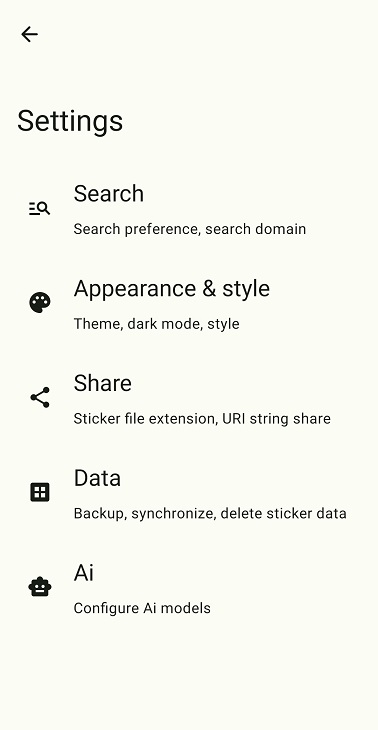 Settings
Search
Search preference, search domain
Appearance & style
Theme, dark mode, style
Share
Sticker file extension, URI string share
Data
Backup, synchronize, delete sticker data
Ai
Configure Ai models